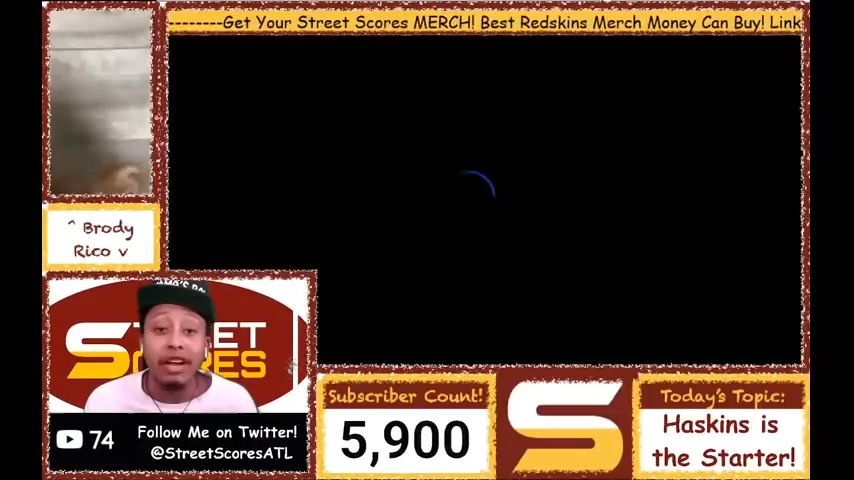 --------Get Your Street Scores MERCH! Best Redskins Merch Money Can Buy! Link
^ Brody
Rico v
STREET
SCORES
74
Follow Me on Twitter!
@StreetScoresATL
Subscriber Count!
5,900
S
Today's Topic:
Haskins is
the Starter!